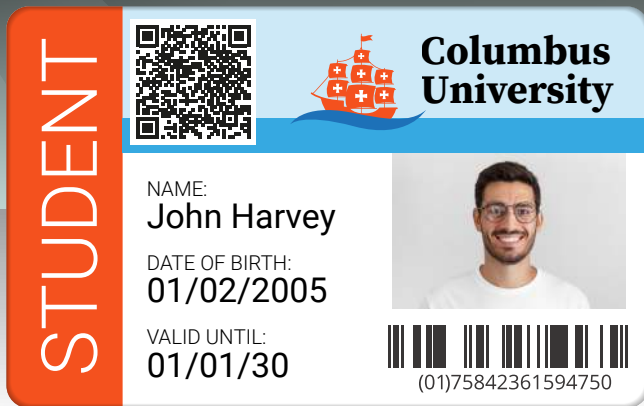 STUDENT
Columbus
University
NAME:
John Harvey
DATE OF BIRTH:
01/02/2005
VALID UNTIL:
01/01/30
(01)75842361594750